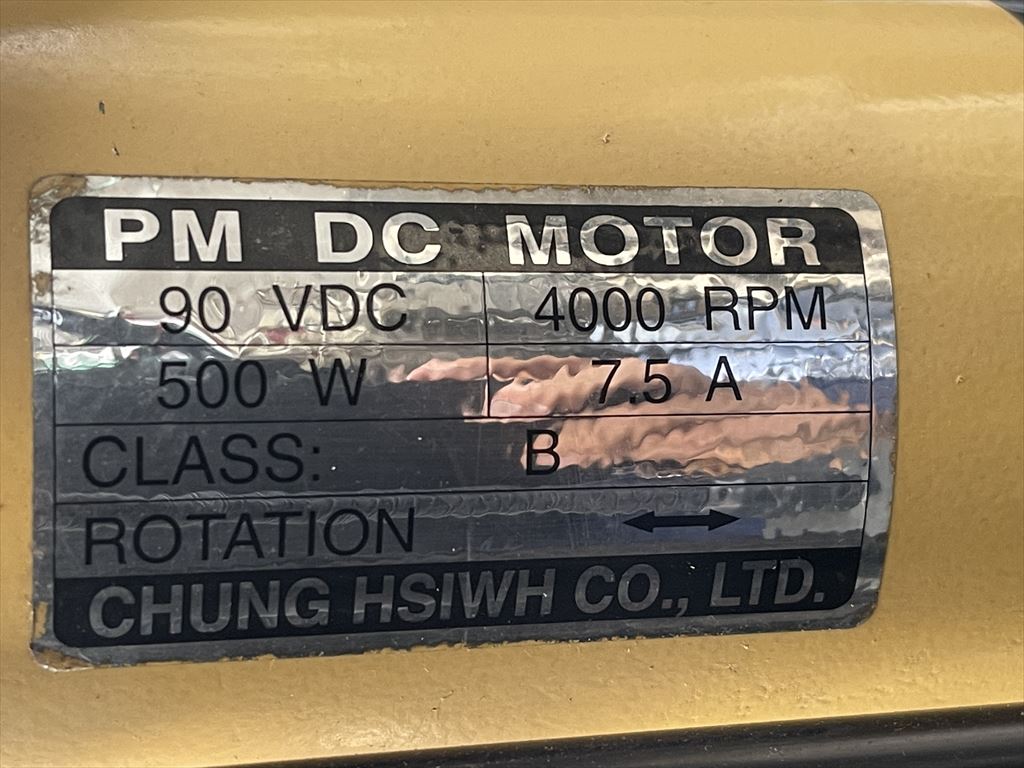 PM DC MOTOR
90 VDC 4000 RPM
500 W 7.5 A
CLASS: B
ROTATION ↔
CHUNG HSIWH CO., LTD.